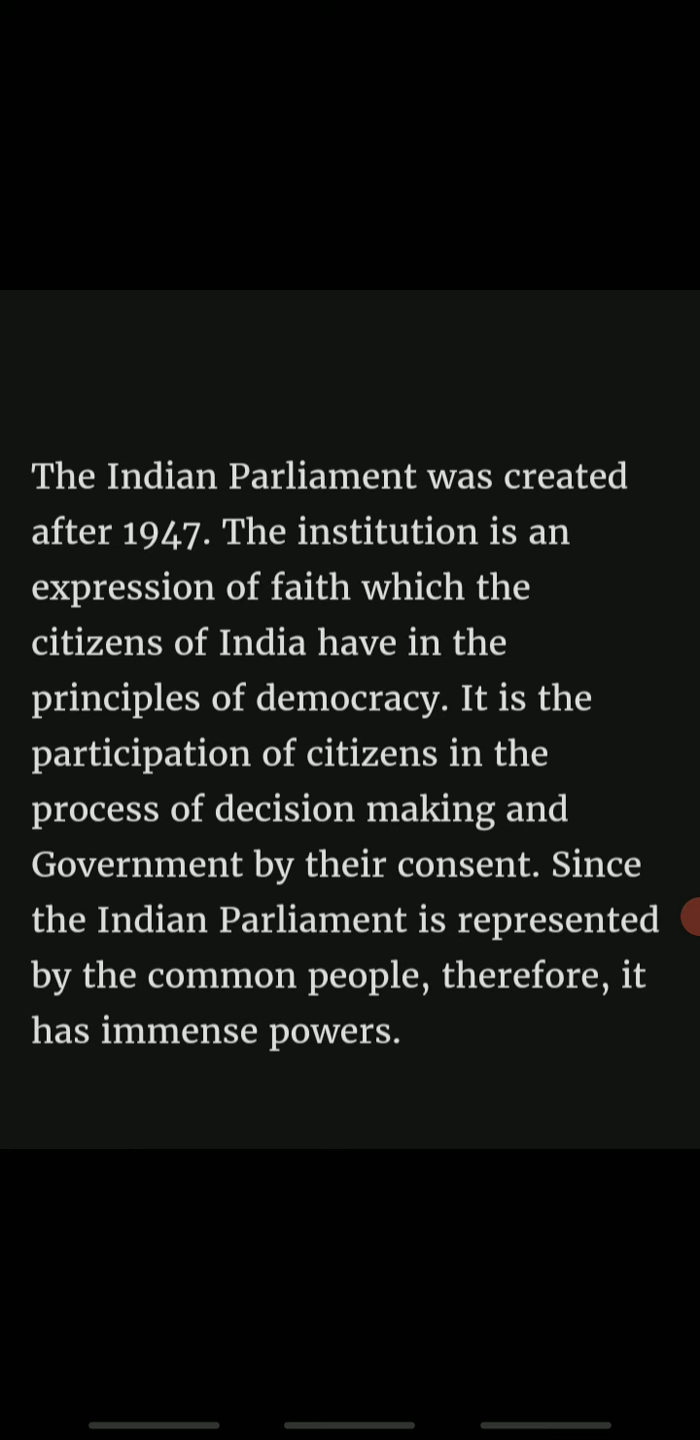 The Indian Parliament was created
after 1947. The institution is an
expression of faith which the
citizens of India have in the
principles of democracy. It is the
participation of citizens in the
process of decision making and
Government by their consent. Since
the Indian Parliament is represented
by the common people, therefore, it
has immense powers.